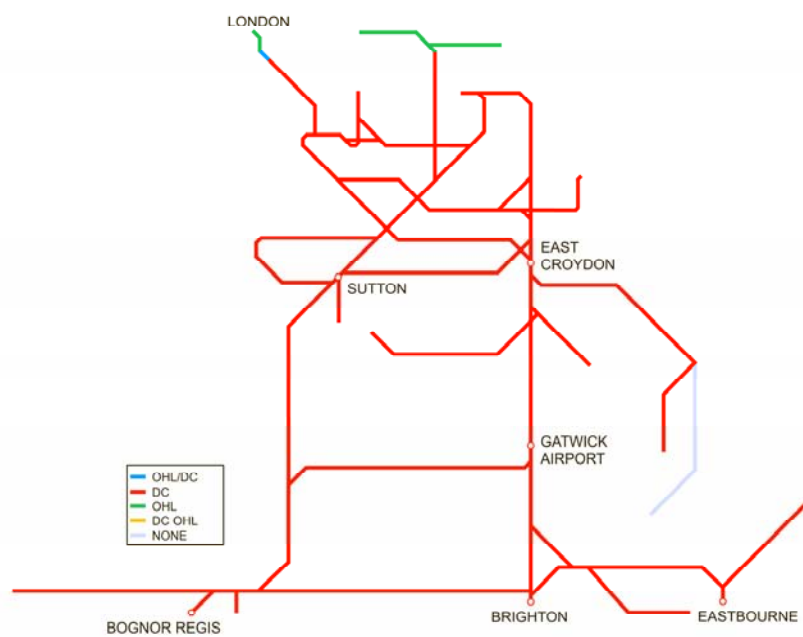 LONDON
EAST
CROYDON
SUTTON
GATWICK
AIRPORT
OHL/DC
DC
OHL
DC OHL
NONE
BOGNOR REGIS
BRIGHTON
EASTBOURNE